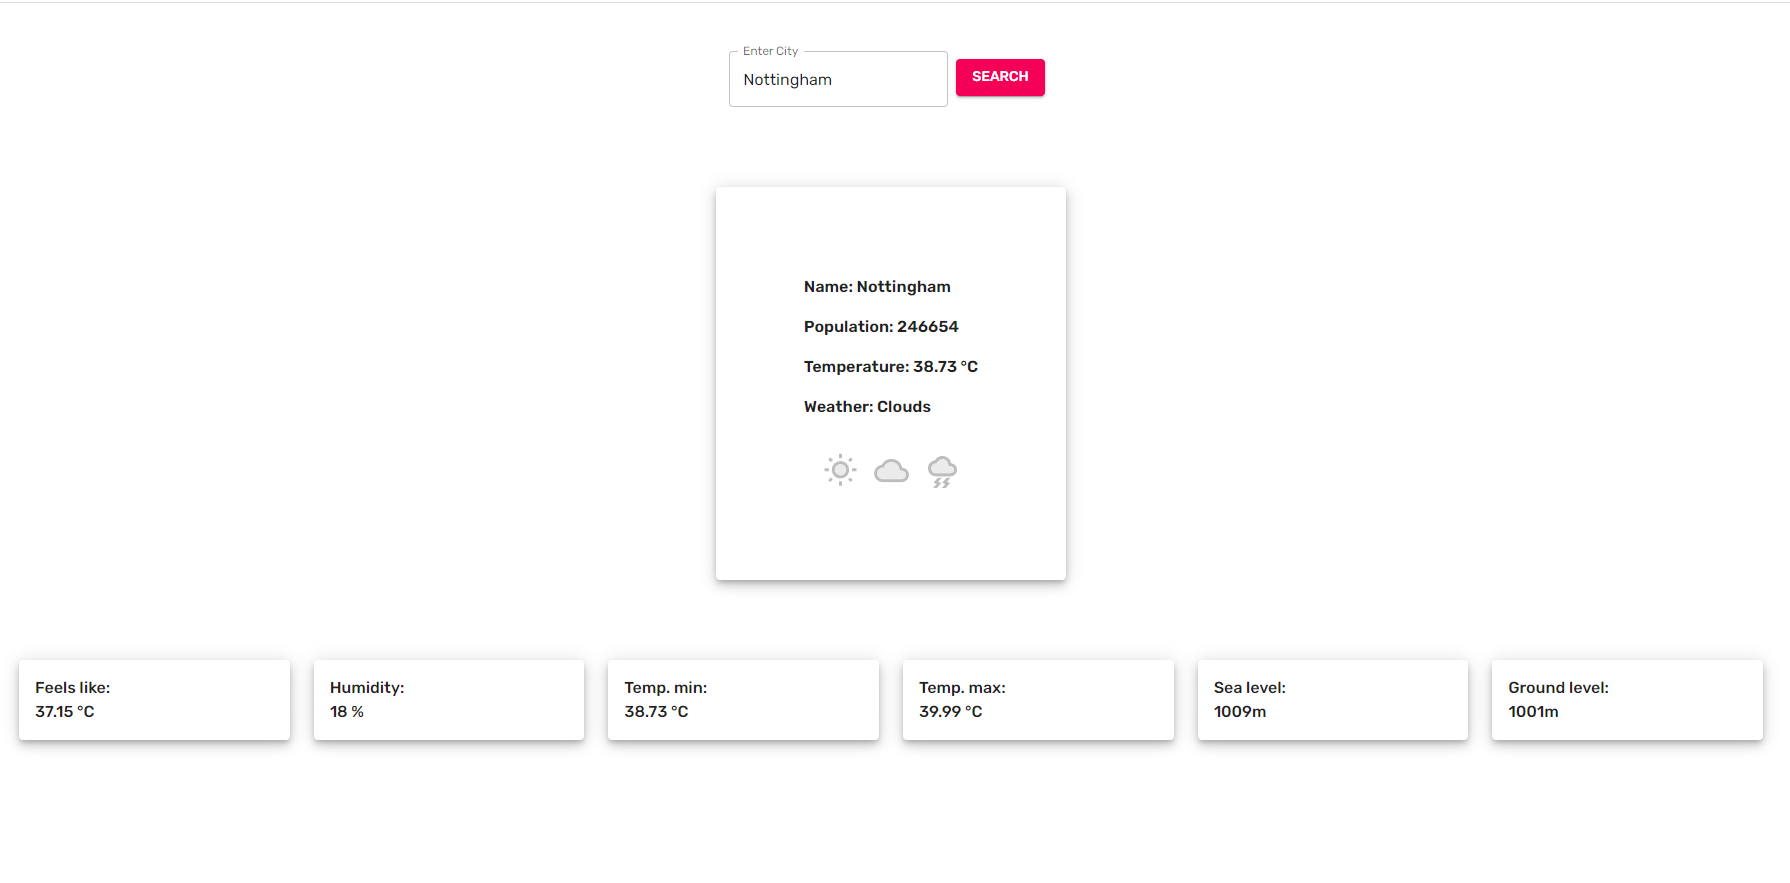 Enter City
Nottingham
SEARCH
Name: Nottingham
Population: 246654
Temperature: 38.73 °C
Weather: Clouds
Feels like:
37.15 °C
Humidity:
18 %
Temp. min:
38.73 °C
Temp. max:
39.99 °C
Sea level:
1009m
Ground level:
1001m